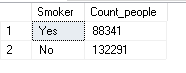 Smoker Count_people
1 Yes 88341
2 No 132291